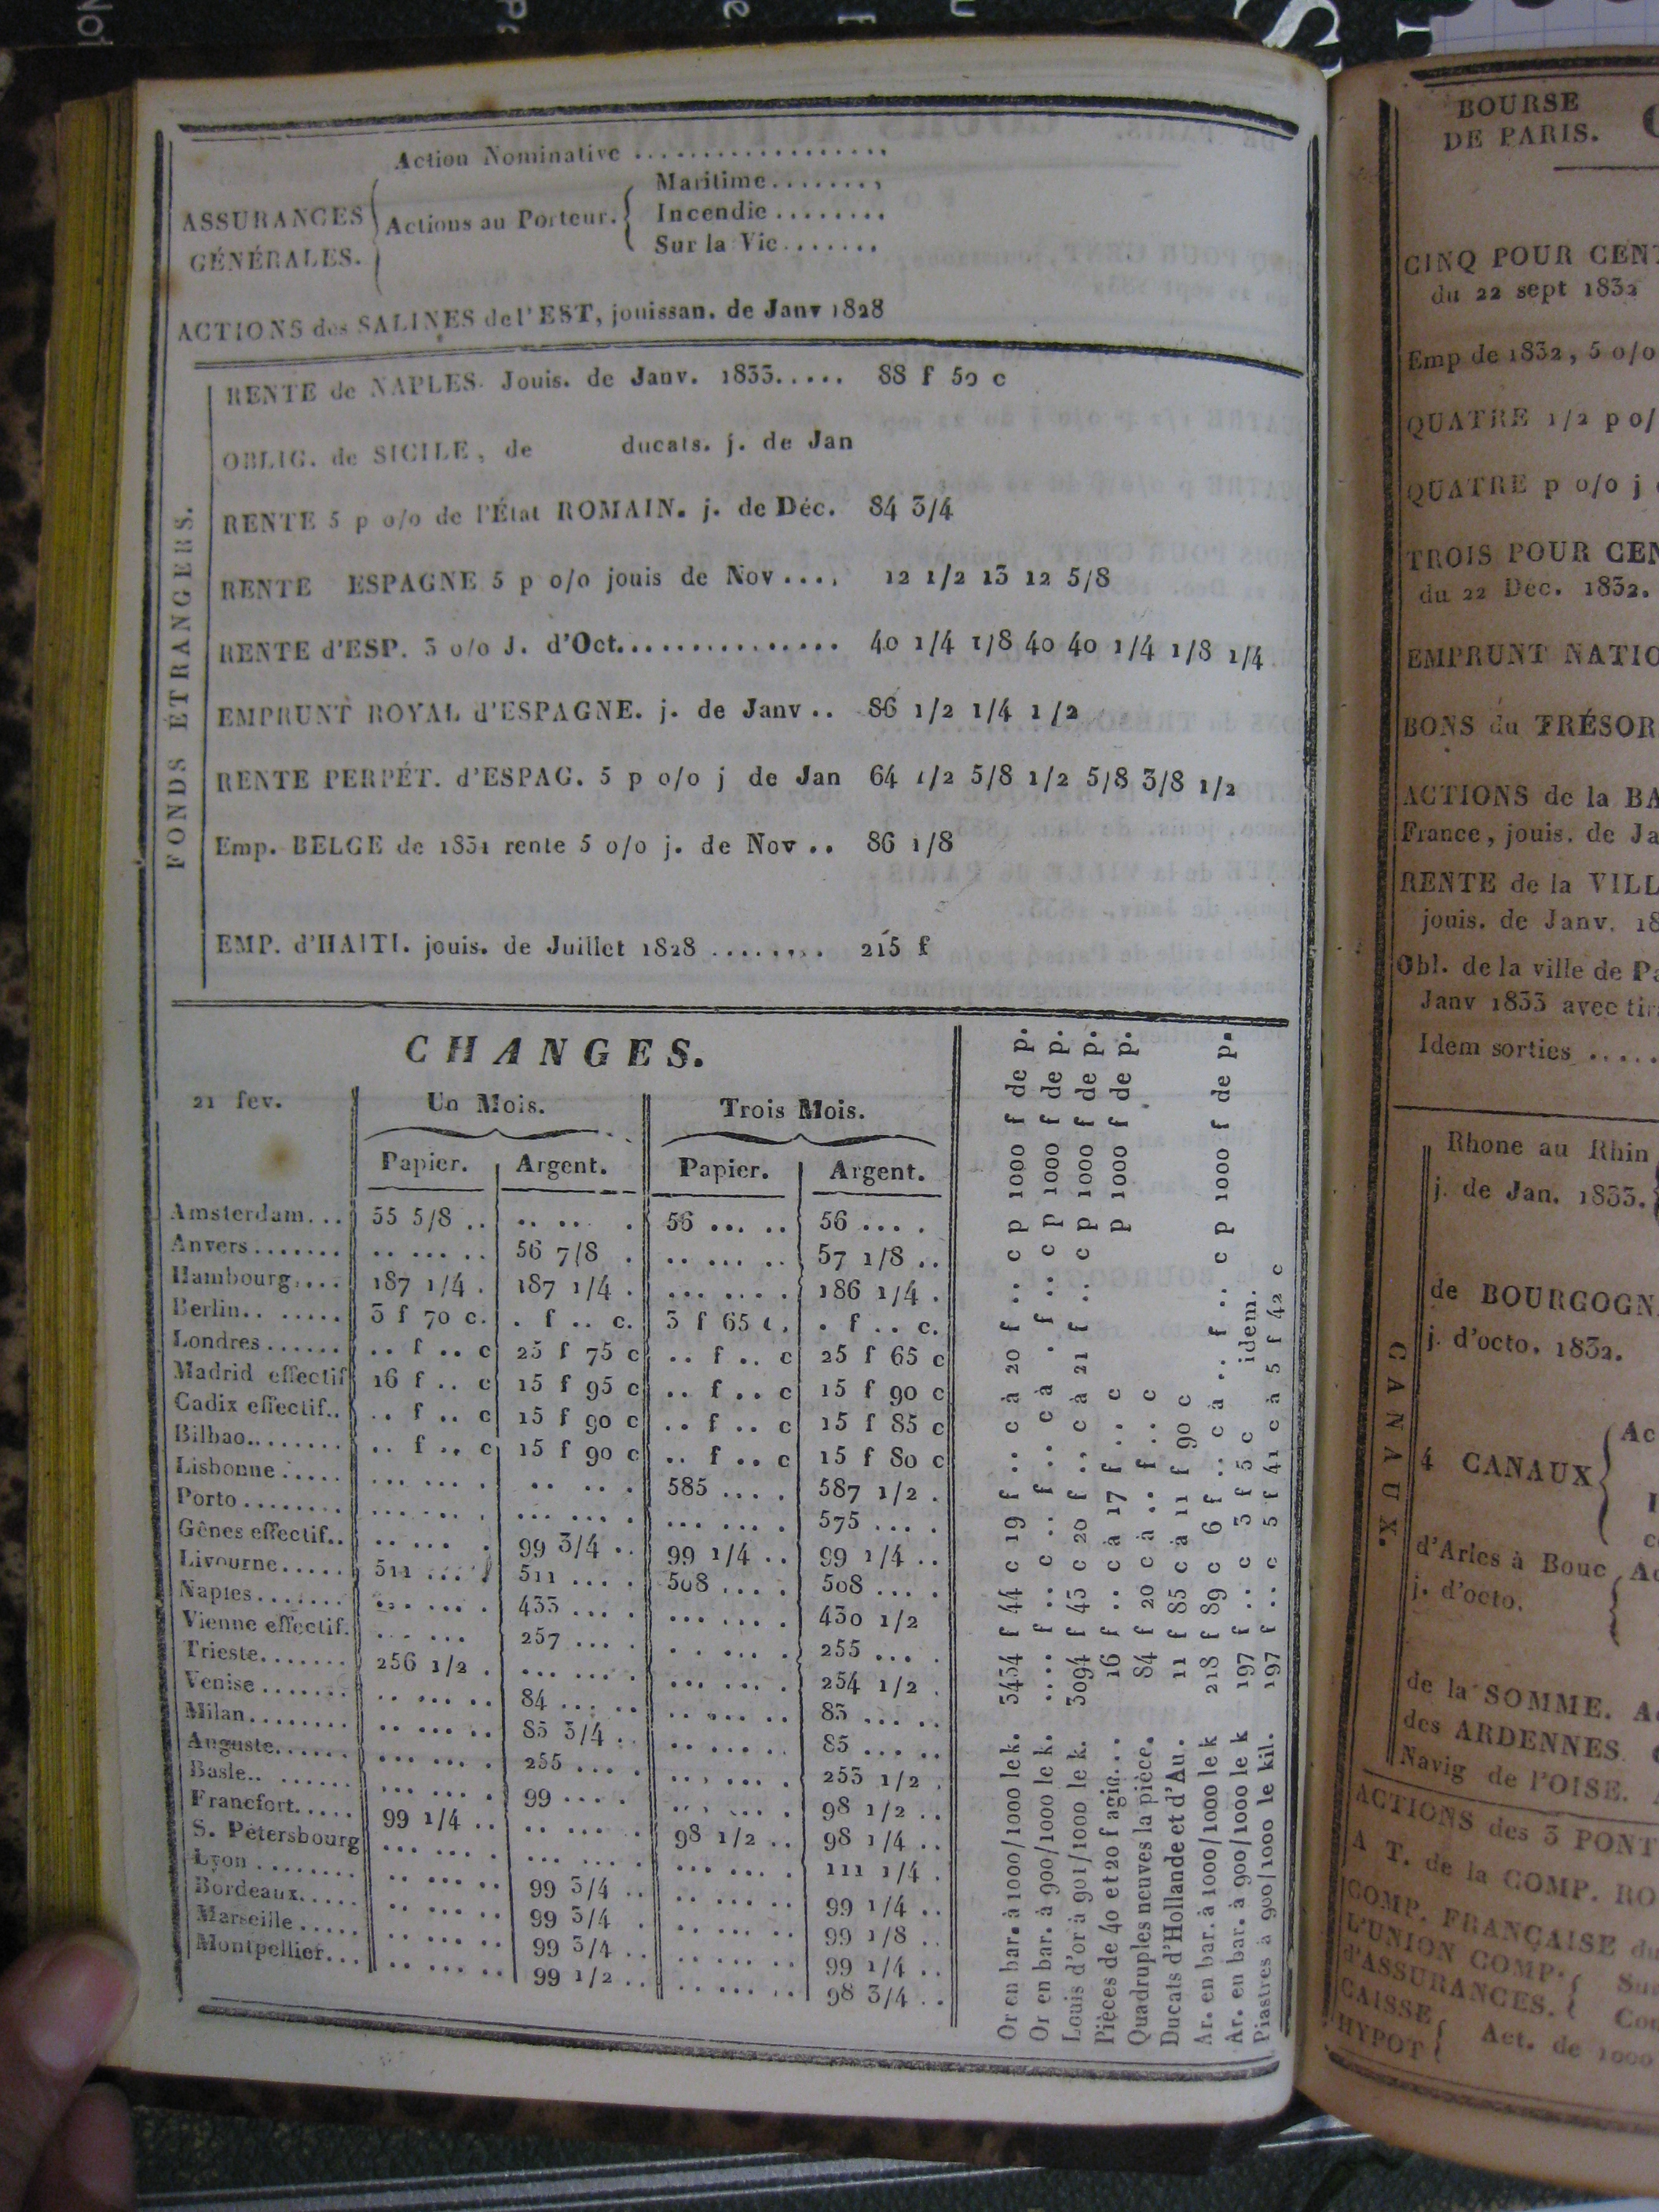 Action Nominative ..................
ASSURANCES GÉNÉRALES.
Actions au Porteur.
Maritime........
Incendie ........
Sur la Vie.......
ACTIONS des SALINES de l'EST, jouissan. de Janv 1828
FONDS ÉTRANGERS.
RENTE de NAPLES. Jouis. de Janv. 1833..... 88 f 50 c
OBLIG. de SICILE, de ducats. j. de Jan
RENTE 5 p o/o de l'État ROMAIN. j. de Déc. 84 3/4
RENTE ESPAGNE 5 p o/o jouis de Nov.... 12 1/2 13 12 5/8
RENTE d'ESP. 3 o/o J. d'Oct............... 40 1/4 1/8 40 40 1/4 1/8 1/4
EMPRUNT ROYAL d'ESPAGNE. j. de Janv.. 86 1/2 1/4 1/2
RENTE PERPÉT. d'ESPAG. 5 p o/o j de Jan 64 1/2 5/8 1/2 5/8 3/8 1/2
Emp. BELGE de 1831 rente 5 o/o j. de Nov.. 86 1/8
EMP. d'HAITI. jouis. de Juillet 1828 ........ 215 f
CHANGES.
21 fev. Un Mois. Trois Mois.
Papier. Argent. Papier. Argent.
Amsterdam... 55 5/8 .. .. .. . 56 ... .. 56 ... .
Anvers....... .. ... .. 56 7/8 . .. ... .. 57 1/8 ..
Hambourg.... 187 1/4 . 187 1/4 . ... ... . 186 1/4 .
Berlin.. ..... 3 f 70 c. . f .. c. 3 f 65 c. . f .. c.
Londres...... .. f .. c 25 f 75 c .. f .. c 25 f 65 c
Madrid effectif 16 f .. c 15 f 95 c .. f .. c 15 f 90 c
Cadix effectif.. .. f .. c 15 f 90 c .. f .. c 15 f 85 c
Bilbao........ .. f .. c 15 f 90 c .. f .. c 15 f 80 c
Lisbonne ..... ... ... . .. .. . 585 ... . 587 1/2 .
Porto ........ ... ... . ... ... . ... ... . 575 ... .
Gênes effectif.. .. ... . 99 3/4 .. 99 1/4 .. 99 1/4 ..
Livourne..... 511 ... . 511 ... . 508 ... . 508 ... .
Naples....... .. ... . 433 ... . ... ... . 430 1/2
Vienne effectif. ... ... 257 ... . . .. ... . 255 ... .
Trieste....... 256 1/2 . ... ... . ... ... . 254 1/2 .
Venise ....... .. ... .. 84 ... .. .. ... .. 83 ... ..
Milan........ .. ... .. 85 3/4 .. .. ... .. 85 ... ..
Auguste...... ... ... . 255 ... . ... ... . 253 1/2 .
Basle.. ...... ... ... . 99 ... . ... ... . 98 1/2 ..
Francfort..... 99 1/4 .. .. ... . 98 1/2 .. 98 1/4 ..
S. Pétersbourg ... ... . ... ... . ... ... . 111 1/4 .
Lyon ........ .. ... .. 99 3/4 .. .. ... .. 99 1/4 ..
Bordeaux..... .. ... .. 99 3/4 . .. ... .. 99 1/8 ..
Marseille ..... .. ... .. 99 3/4 .. .. ... .. 99 1/4 ..
Montpellier... .. ... .. 99 1/2 .. .. ... .. 98 3/4 ..
Or en bar. à 1000/1000 le k. 3434 f 44 c 19 f .. c à 20 f .. c p 1000 f de p.
Or en bar. à 900/1000 le k. .... f .. c .. f .. c à . f .. c p 1000 f de p.
Louis d'or à 901/1000 le k. 3094 f 43 c 20 f .. c à 21 f .. c p 1000 f de p.
Pièces de 40 et 20 f agio... 16 f .. c à 17 f .. c p 1000 f de p.
Quadruples neuves la pièce. 84 f 20 c à .. f .. c
Ducats d'Hollande et d'Au. 11 f 85 c à 11 f 90 c
Ar. en bar. à 1000/1000 le k 218 f 89 c 6 f .. c à .. f .. c p 1000 f de p.
Ar. en bar. à 900/1000 le k 197 f .. c 3 f 5 c idem.
Piastres à 900/1000 le kil. 197 f .. c 5 f 41 c à 5 f 42 c
BOURSE
DE PARIS.
CINQ POUR CENT
du 22 sept 1832
Emp de 1832, 5 o/o
QUATRE 1/2 p o/
QUATRE p o/o j
TROIS POUR CEN
du 22 Déc. 1832.
EMPRUNT NATIO
BONS du TRÉSOR
ACTIONS de la BA
France, jouis. de Ja
RENTE de la VILL
jouis. de Janv. 18
Obl. de la ville de Pa
Janv 1833 avec tir
Idem sorties .....
CANAUX.
Rhone au Rhin
j. de Jan. 1833.
de BOURGOGN
j. d'octo. 1832.
4 CANAUX
Ac
d'Arles à Bouc Ac
j. d'octo.
de la SOMME. A
des ARDENNES.
Navig de l'OISE.
ACTIONS des 3 PONT
A T. de la COMP. RO
COMP. FRANÇAISE du
L'UNION COMP. Sur
d'ASSURANCES. Cou
CAISSE
HYPOT Act. de 1000